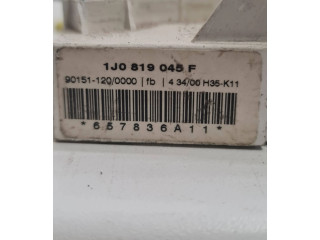 1J0 819 045 F
90151-120/0000 | fb | 4 34/00 H35-K11
*657836A11*